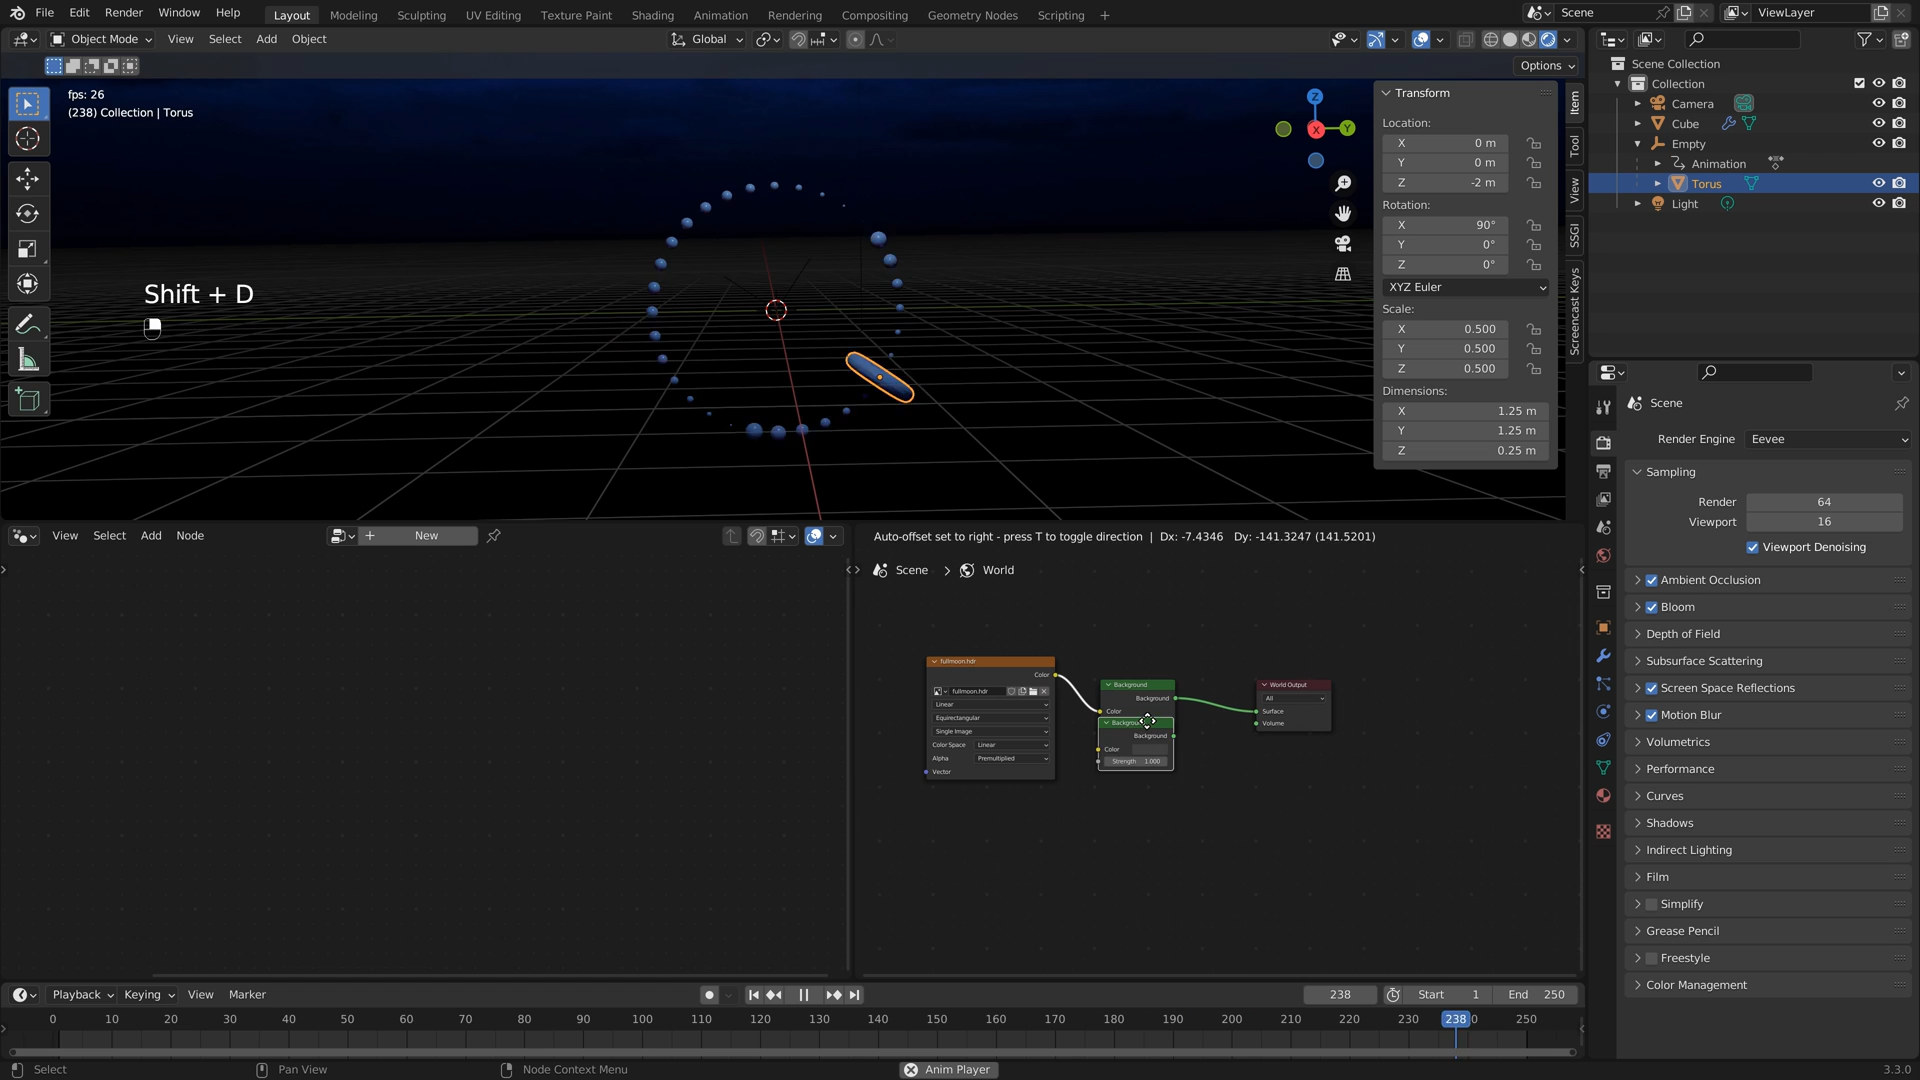 File Edit Render Window Help Layout Modeling Sculpting UV Editing Texture Paint Shading Animation Rendering Compositing Geometry Nodes Scripting + Scene ViewLayer
Object Mode View Select Add Object Global
Options
fps: 26
(238) Collection | Torus
Shift + D
Z
Y
X
Transform
Location:
X 0 m
Y 0 m
Z -2 m
Rotation:
X 90°
Y 0°
Z 0°
XYZ Euler
Scale:
X 0.500
Y 0.500
Z 0.500
Dimensions:
X 1.25 m
Y 1.25 m
Z 0.25 m
Item
Tool
View
SSGI
Screencast Keys
Scene Collection
Collection
Camera
Cube
Empty
Animation
Torus
Light
Scene
Render Engine Eevee
Sampling
Render 64
Viewport 16
Viewport Denoising
Ambient Occlusion
Bloom
Depth of Field
Subsurface Scattering
Screen Space Reflections
Motion Blur
Volumetrics
Performance
Curves
Shadows
Indirect Lighting
Film
Simplify
Grease Pencil
Freestyle
Color Management
View Select Add Node + New
Auto-offset set to right - press T to toggle direction | Dx: -7.4346 Dy: -141.3247 (141.5201)
Scene > World
fullmoon.hdr
Color
fullmoon.hdr
Linear
Equirectangular
Single Image
Color Space Linear
Alpha Premultiplied
Vector
Background
Background
Color
Background
Color
Strength 1.000
World Output
All
Surface
Volume
Playback Keying View Marker 238 Start 1 End 250
0 10 20 30 40 50 60 70 80 90 100 110 120 130 140 150 160 170 180 190 200 210 220 230 238 0 250
Select Pan View Node Context Menu Anim Player 3.3.0